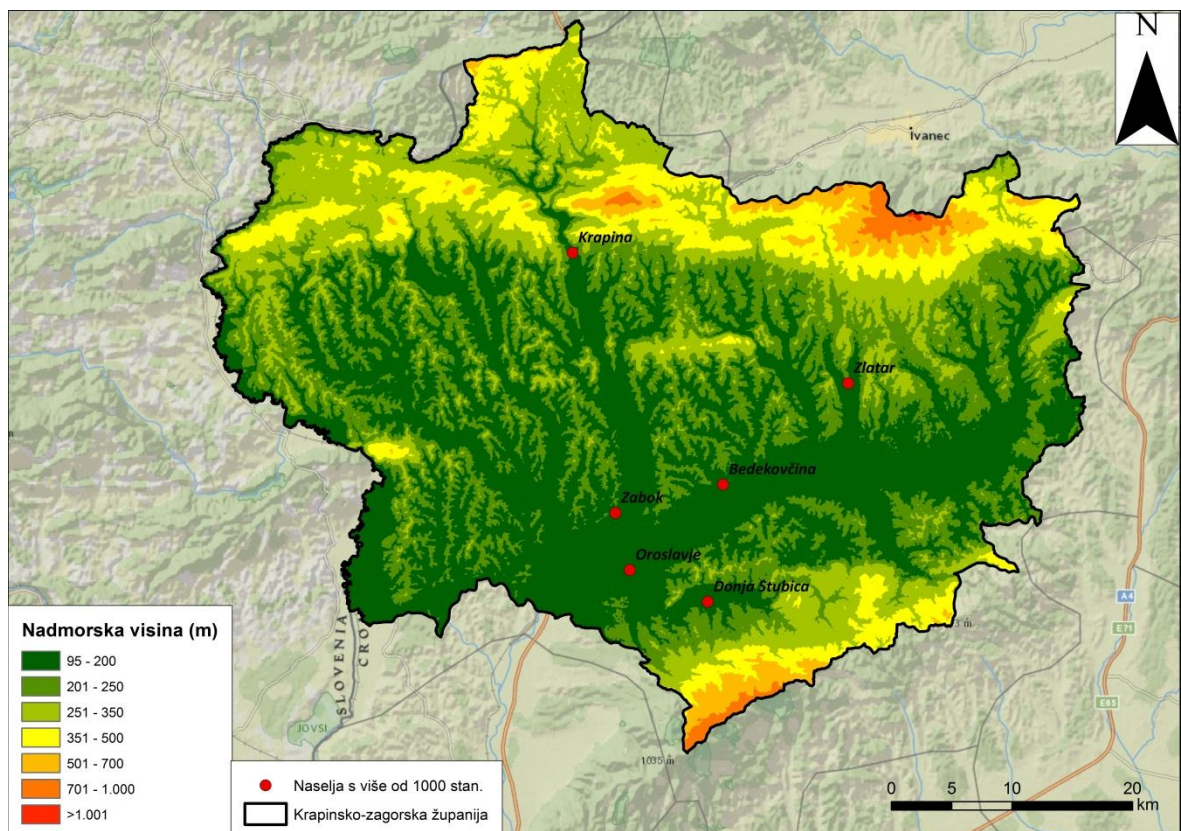 N
Ivanec
Krapina
Zlatar
Bedekovčina
Zabok
Oroslavje
Donja Stubica
A4
E71
E65
SLOVENIA
CRO
JOVSI
1035 m
Nadmorska visina (m)
95 - 200
201 - 250
251 - 350
351 - 500
501 - 700
701 - 1.000
>1.001
Naselja s više od 1000 stan.
Krapinsko-zagorska županija
0 5 10 20
km